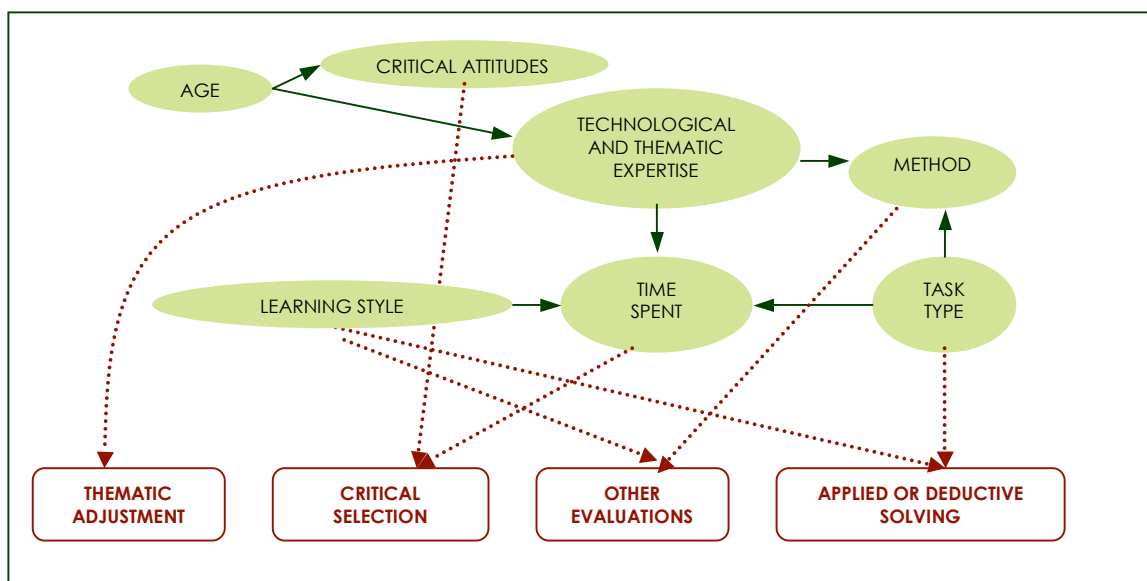 CRITICAL ATTITUDES
AGE
TECHNOLOGICAL
AND THEMATIC
EXPERTISE
METHOD
LEARNING STYLE
TIME
SPENT
TASK
TYPE
THEMATIC
ADJUSTMENT
CRITICAL
SELECTION
OTHER
EVALUATIONS
APPLIED OR DEDUCTIVE
SOLVING